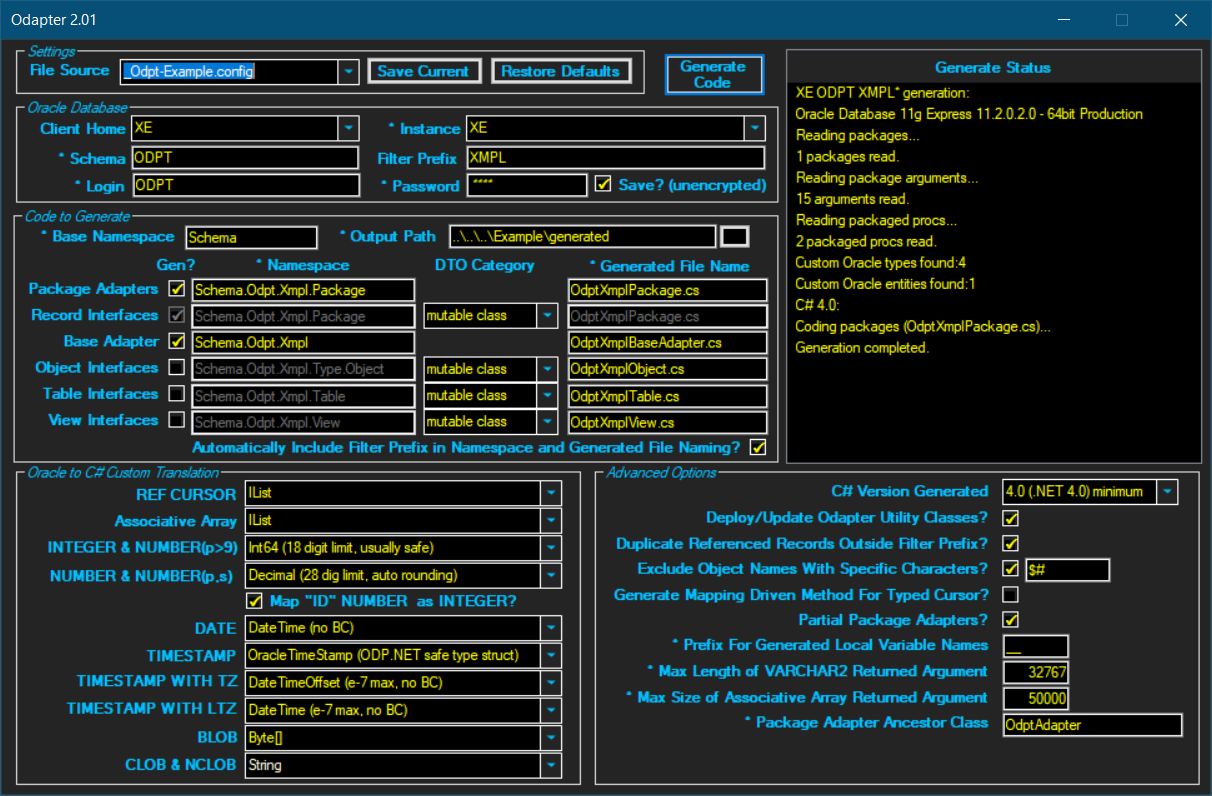 Odapter 2.01
Settings
File Source _Odpt-Example.config Save Current Restore Defaults
Generate Code
Oracle Database
Client Home XE * Instance XE
* Schema ODPT Filter Prefix XMPL
* Login ODPT * Password **** Save? (unencrypted)
Code to Generate
* Base Namespace Schema * Output Path ..\..\..\Example\generated
Gen? * Namespace DTO Category * Generated File Name
Package Adapters Schema.Odpt.Xmpl.Package OdptXmplPackage.cs
Record Interfaces Schema.Odpt.Xmpl.Package mutable class OdptXmplPackage.cs
Base Adapter Schema.Odpt.Xmpl OdptXmplBaseAdapter.cs
Object Interfaces Schema.Odpt.Xmpl.Type.Object mutable class OdptXmplObject.cs
Table Interfaces Schema.Odpt.Xmpl.Table mutable class OdptXmplTable.cs
View Interfaces Schema.Odpt.Xmpl.View mutable class OdptXmplView.cs
Automatically Include Filter Prefix in Namespace and Generated File Naming?
Generate Status
XE ODPT XMPL* generation:
Oracle Database 11g Express 11.2.0.2.0 - 64bit Production
Reading packages...
1 packages read.
Reading package arguments...
15 arguments read.
Reading packaged procs...
2 packaged procs read.
Custom Oracle types found:4
Custom Oracle entities found:1
C# 4.0:
Coding packages (OdptXmplPackage.cs)...
Generation completed.
Oracle to C# Custom Translation
REF CURSOR IList
Associative Array IList
INTEGER & NUMBER(p>9) Int64 (18 digit limit, usually safe)
NUMBER & NUMBER(p,s) Decimal (28 dig limit, auto rounding)
Map "ID" NUMBER as INTEGER?
DATE DateTime (no BC)
TIMESTAMP OracleTimeStamp (ODP.NET safe type struct)
TIMESTAMP WITH TZ DateTimeOffset (e-7 max, no BC)
TIMESTAMP WITH LTZ DateTime (e-7 max, no BC)
BLOB Byte[]
CLOB & NCLOB String
Advanced Options
C# Version Generated 4.0 (.NET 4.0) minimum
Deploy/Update Odapter Utility Classes?
Duplicate Referenced Records Outside Filter Prefix?
Exclude Object Names With Specific Characters? $#
Generate Mapping Driven Method For Typed Cursor?
Partial Package Adapters?
* Prefix For Generated Local Variable Names __
* Max Length of VARCHAR2 Returned Argument 32767
* Max Size of Associative Array Returned Argument 50000
* Package Adapter Ancestor Class OdptAdapter